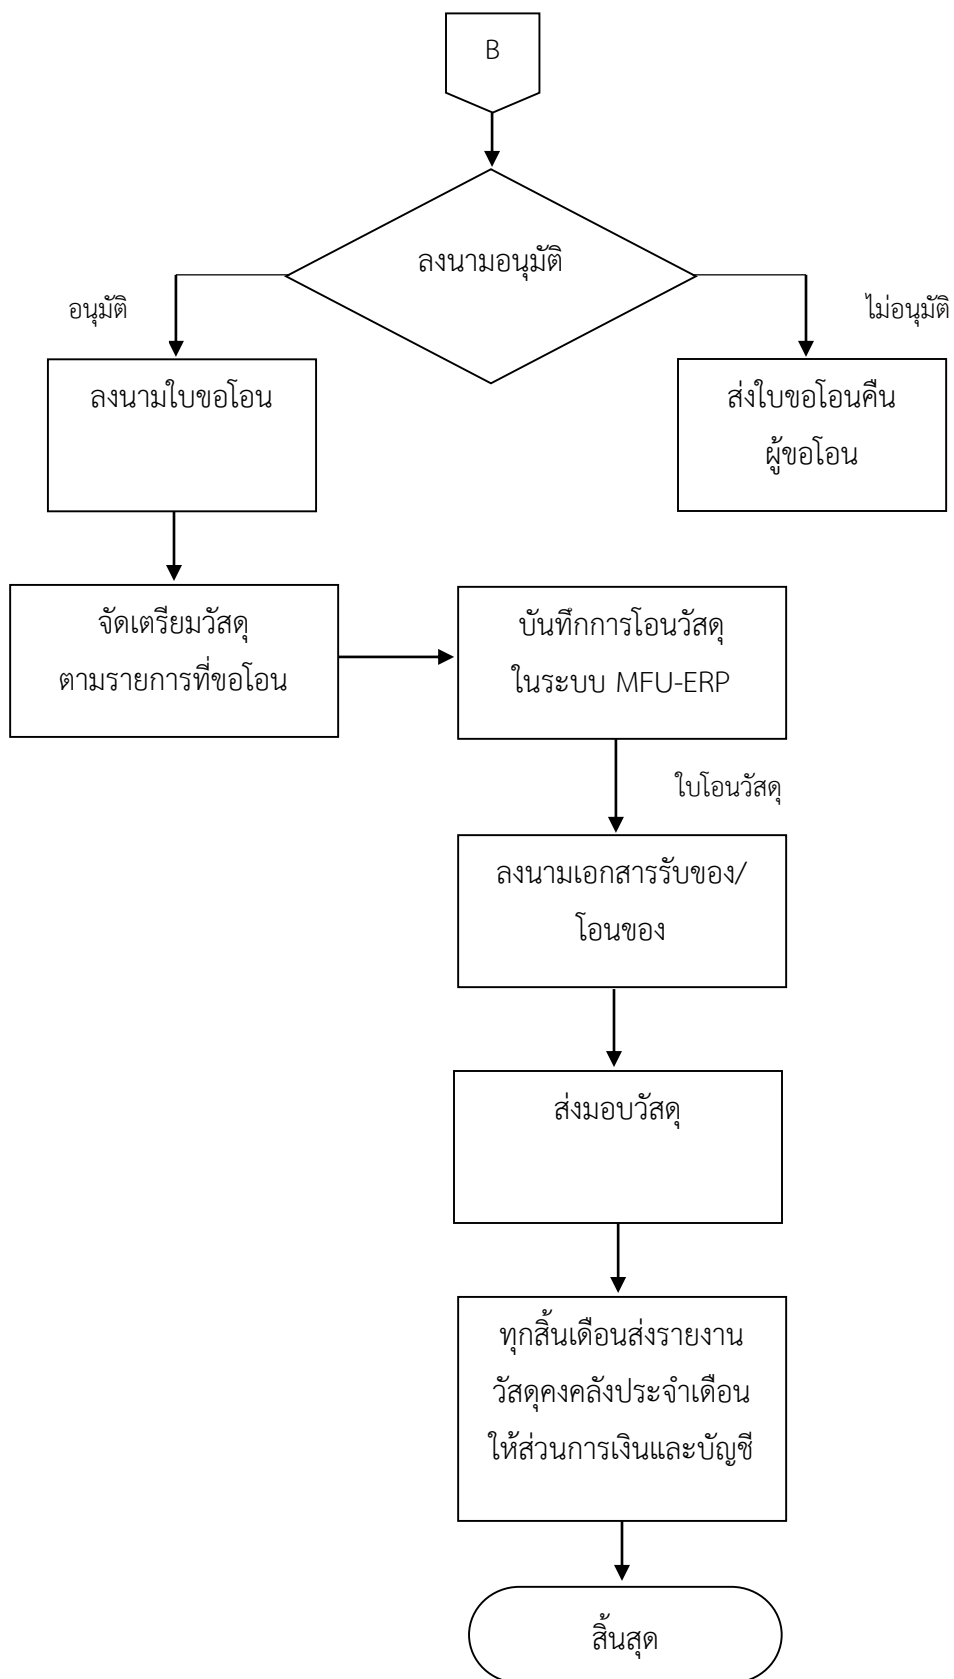 B
ลงนามอนุมัติ
อนุมัติ
ไม่อนุมัติ
ลงนามใบขอโอน
ส่งใบขอโอนคืน
ผู้ขอโอน
จัดเตรียมวัสดุ
ตามรายการที่ขอโอน
บันทึกการโอนวัสดุ
ในระบบ MFU-ERP
ใบโอนวัสดุ
ลงนามเอกสารรับของ/
โอนของ
ส่งมอบวัสดุ
ทุกสิ้นเดือนส่งรายงาน
วัสดุคงคลังประจำเดือน
ให้ส่วนการเงินและบัญชี
สิ้นสุด